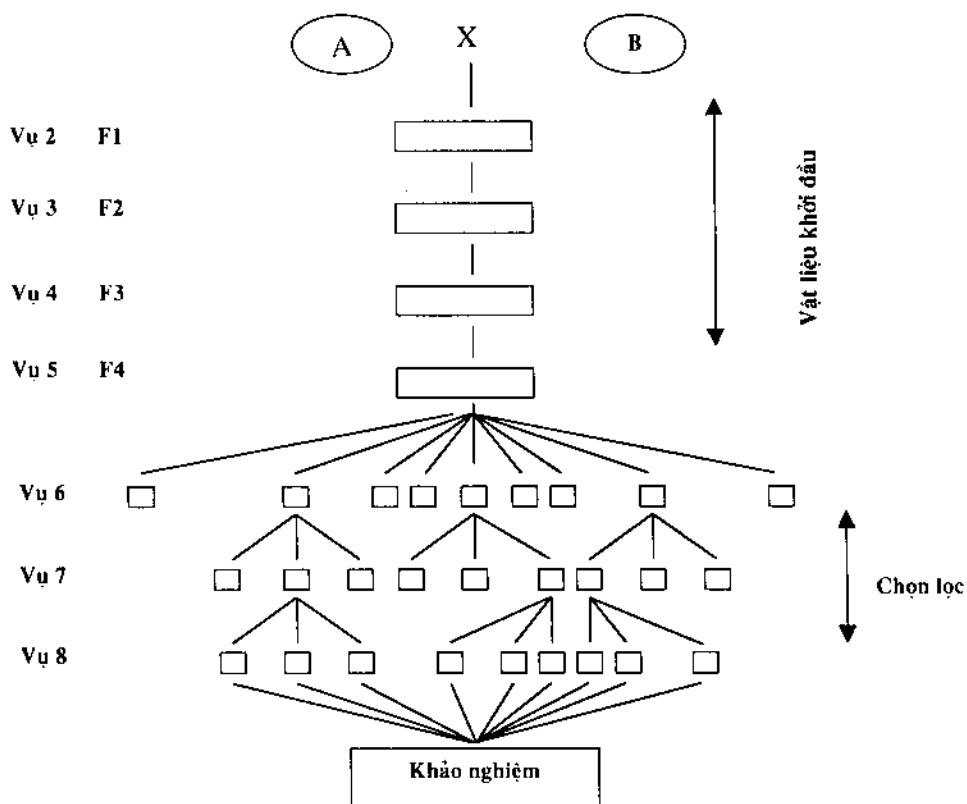 A X B
Vụ 2 F1
Vụ 3 F2
Vụ 4 F3
Vụ 5 F4
Vật liệu khởi đầu
Vụ 6
Vụ 7
Chọn lọc
Vụ 8
Khảo nghiệm